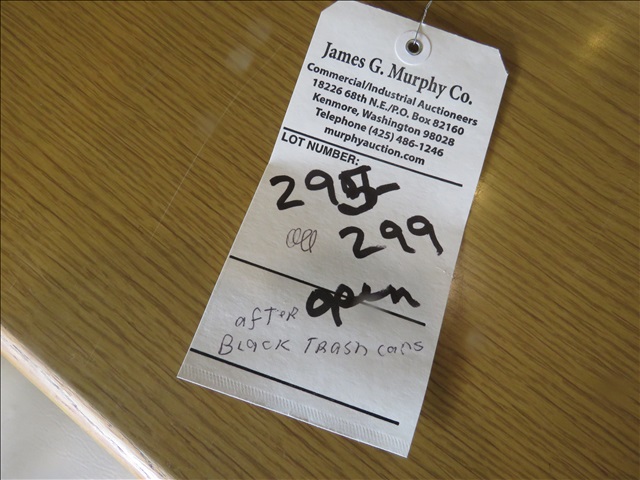 James G. Murphy Co.
Commercial/Industrial Auctioneers
18226 68th N.E./P.O. Box 82160
Kenmore, Washington 98028
Telephone (425) 486-1246
murphyauction.com
LOT NUMBER:
295
all 299
open
after
Black Trash cans